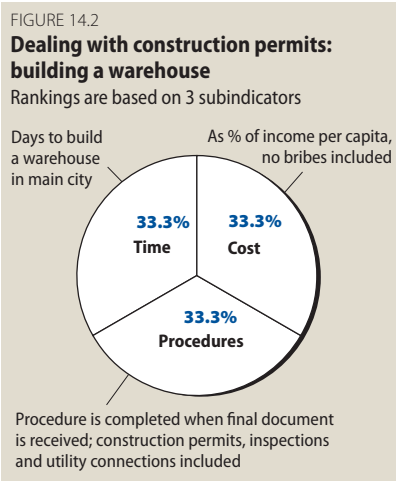 FIGURE 14.2
Dealing with construction permits:
building a warehouse
Rankings are based on 3 subindicators
Days to build
a warehouse
in main city
As % of income per capita,
no bribes included
33.3%
Time
33.3%
Cost
33.3%
Procedures
Procedure is completed when final document
is received; construction permits, inspections
and utility connections included